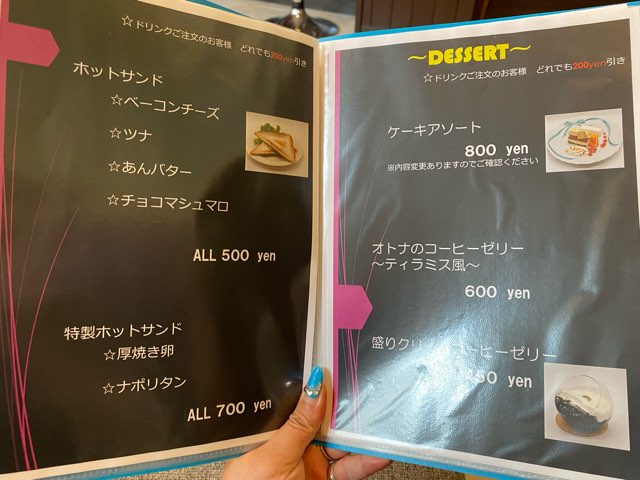 ☆ドリンクご注文のお客様 どれでも200yen引き
ホットサンド
☆ベーコンチーズ
☆ツナ
☆あんバター
☆チョコマシュマロ
ALL 500 yen
特製ホットサンド
☆厚焼き卵
☆ナポリタン
ALL 700 yen
～DESSERT～
☆ドリンクご注文のお客様 どれでも200yen引き
ケーキアソート
800 yen
※内容変更ありますのでご確認ください
オトナのコーヒーゼリー
～ティラミス風～
600 yen
盛りクリ ーヒーゼリー
50 yen